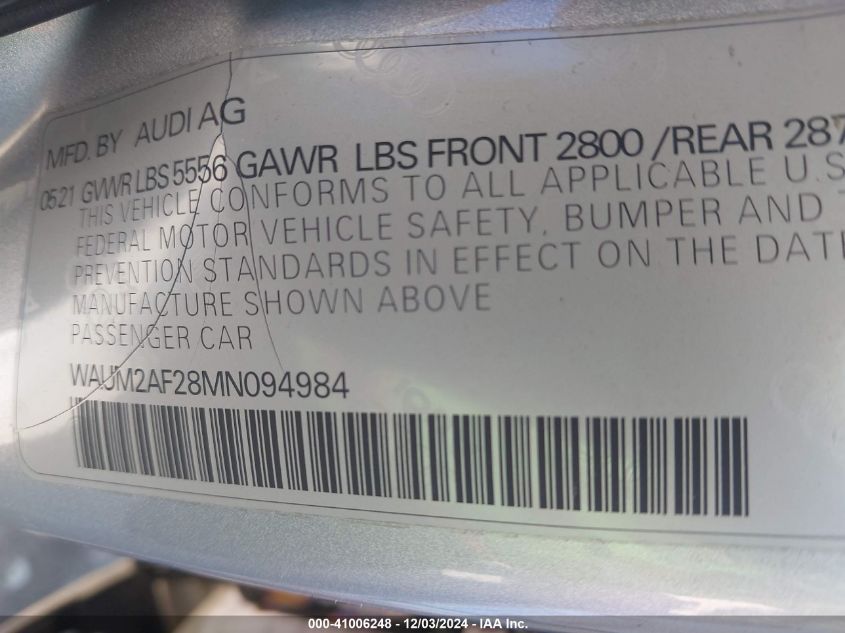 MFD. BY AUDI AG
0521 GVWR LBS 5556 GAWR LBS FRONT 2800 /REAR 287
THIS VEHICLE CONFORMS TO ALL APPLICABLE U.S
FEDERAL MOTOR VEHICLE SAFETY, BUMPER AND
PREVENTION STANDARDS IN EFFECT ON THE DATE
MANUFACTURE SHOWN ABOVE
PASSENGER CAR
WAUM2AF28MN094984
000-41006248 - 12/03/2024 - IAA Inc.